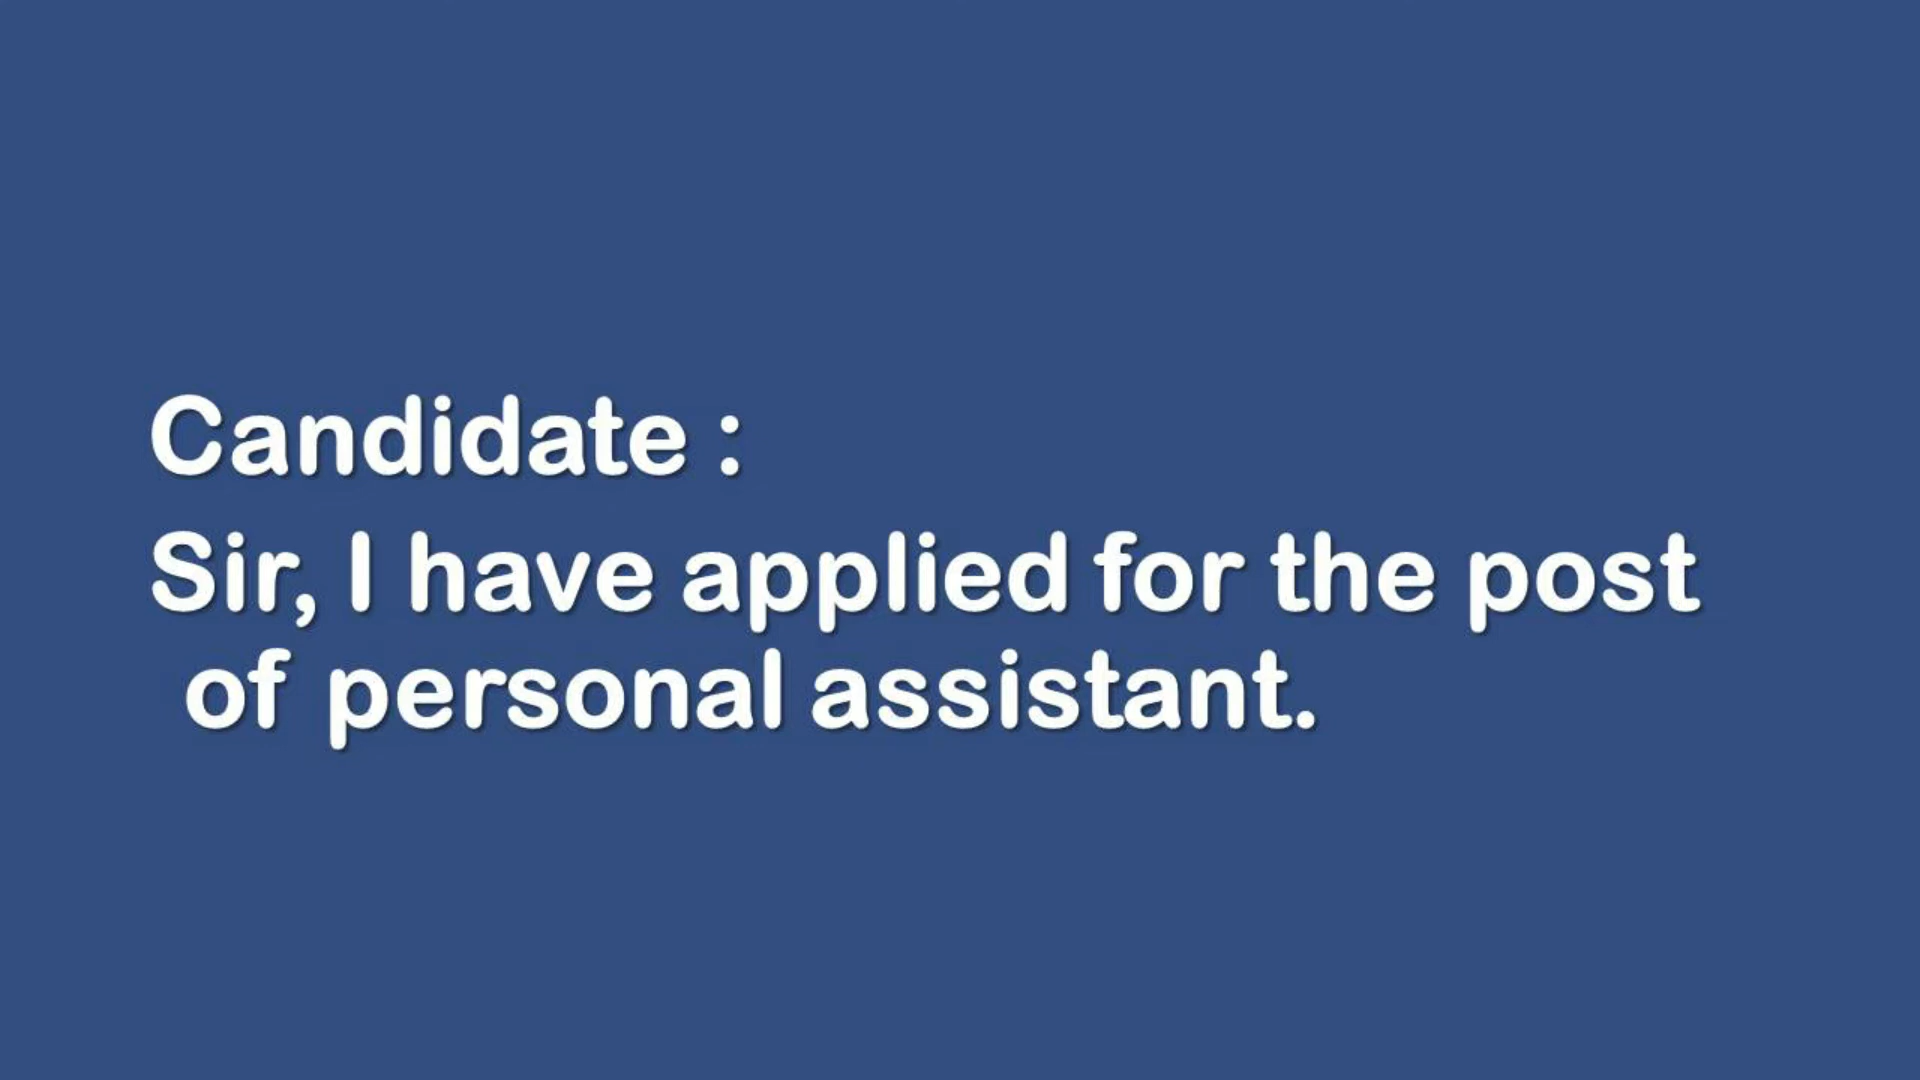 Candidate :
Sir, I have applied for the post
of personal assistant.